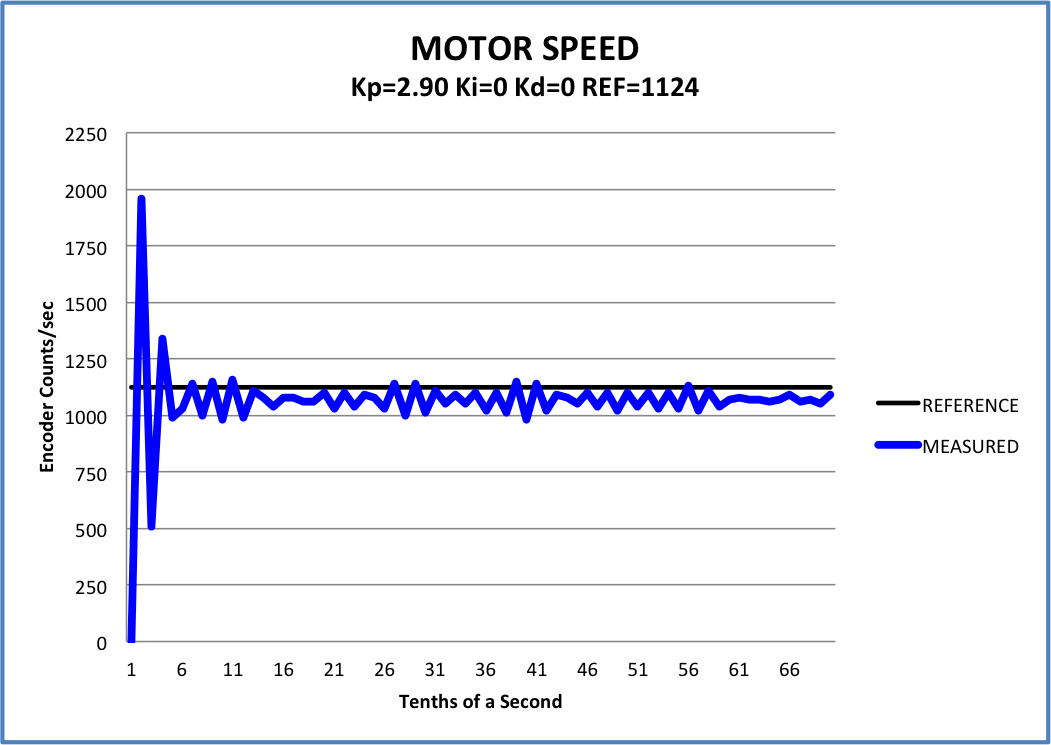 MOTOR SPEED
Kp=2.90 Ki=0 Kd=0 REF=1124
2250
2000
1750
1500
1250
1000
750
500
250
0
Encoder Counts/sec
1 6 11 16 21 26 31 36 41 46 51 56 61 66
Tenths of a Second
REFERENCE
MEASURED